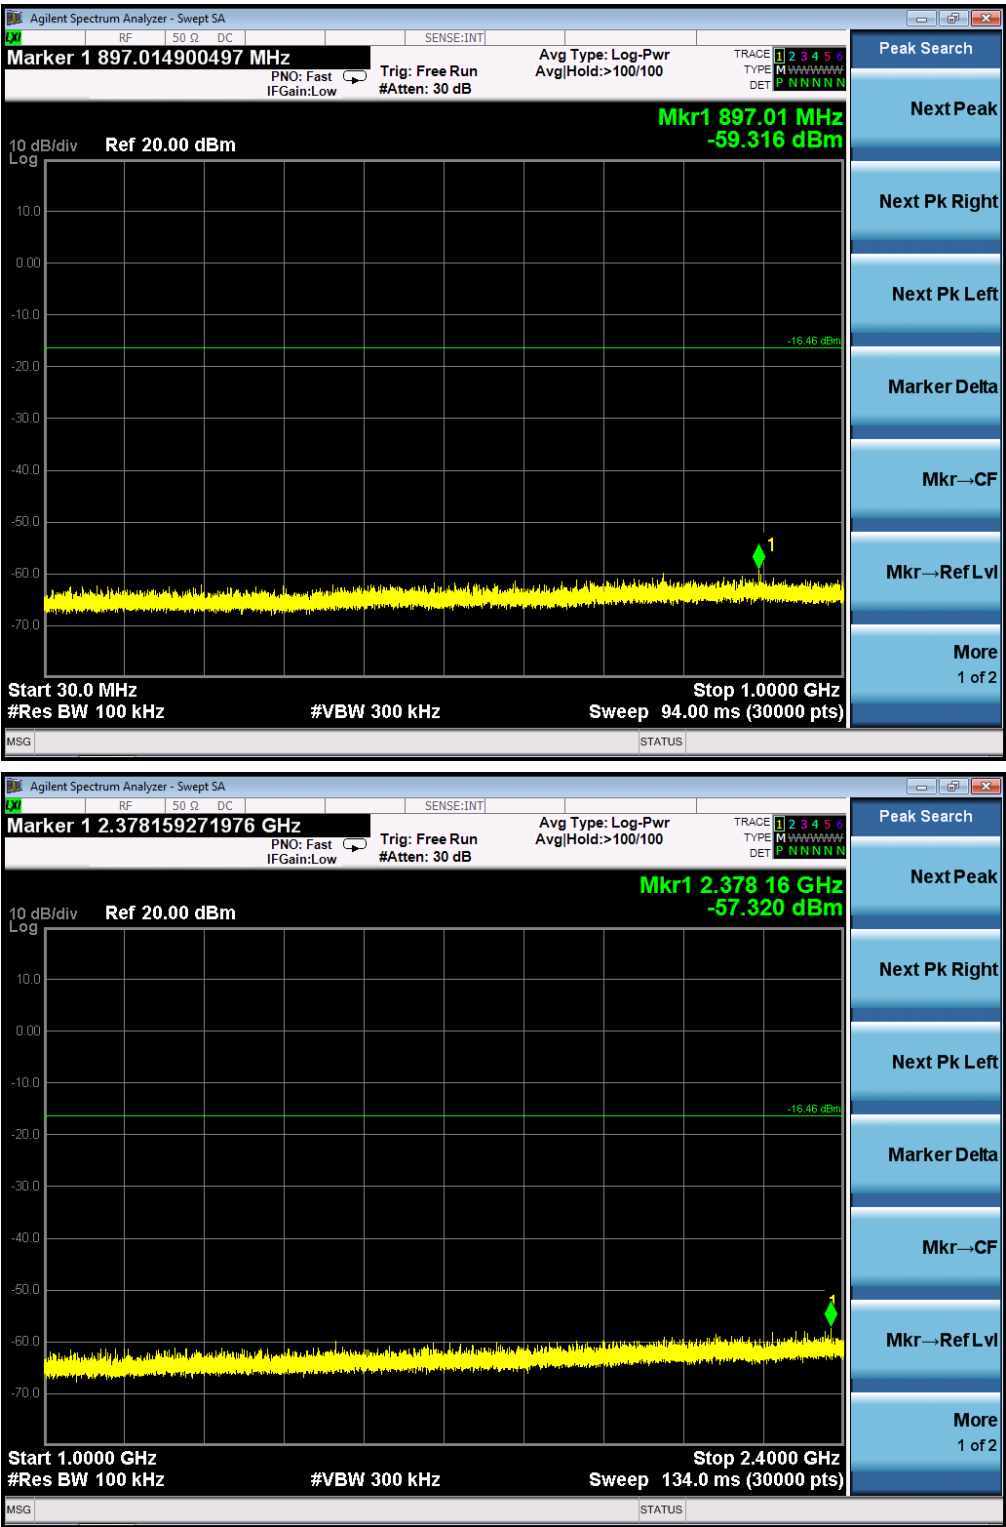 Agilent Spectrum Analyzer - Swept SA
LXI
RF 50 Ω DC SENSE:INT
Marker 1 897.014900497 MHz
PNO: Fast
IFGain:Low
Trig: Free Run
#Atten: 30 dB
Avg Type: Log-Pwr
Avg|Hold:>100/100
TRACE 1 2 3 4 5 6
TYPE M WWWWW
DET P N N N N N
Mkr1 897.01 MHz
-59.316 dBm
10 dB/div
Log
Ref 20.00 dBm
10.0
0.00
-10.0
-16.46 dBm
-20.0
-30.0
-40.0
-50.0
1
-60.0
-70.0
Start 30.0 MHz
Stop 1.0000 GHz
#Res BW 100 kHz
#VBW 300 kHz
Sweep 94.00 ms (30000 pts)
MSG
STATUS
Peak Search
Next Peak
Next Pk Right
Next Pk Left
Marker Delta
Mkr→CF
Mkr→Ref Lvl
More
1 of 2
Agilent Spectrum Analyzer - Swept SA
LXI
RF 50 Ω DC SENSE:INT
Marker 1 2.378159271976 GHz
PNO: Fast
IFGain:Low
Trig: Free Run
#Atten: 30 dB
Avg Type: Log-Pwr
Avg|Hold:>100/100
TRACE 1 2 3 4 5 6
TYPE M WWWWW
DET P N N N N N
Mkr1 2.378 16 GHz
-57.320 dBm
10 dB/div
Log
Ref 20.00 dBm
10.0
0.00
-10.0
-16.46 dBm
-20.0
-30.0
-40.0
-50.0
1
-60.0
-70.0
Start 1.0000 GHz
Stop 2.4000 GHz
#Res BW 100 kHz
#VBW 300 kHz
Sweep 134.0 ms (30000 pts)
MSG
STATUS
Peak Search
Next Peak
Next Pk Right
Next Pk Left
Marker Delta
Mkr→CF
Mkr→Ref Lvl
More
1 of 2